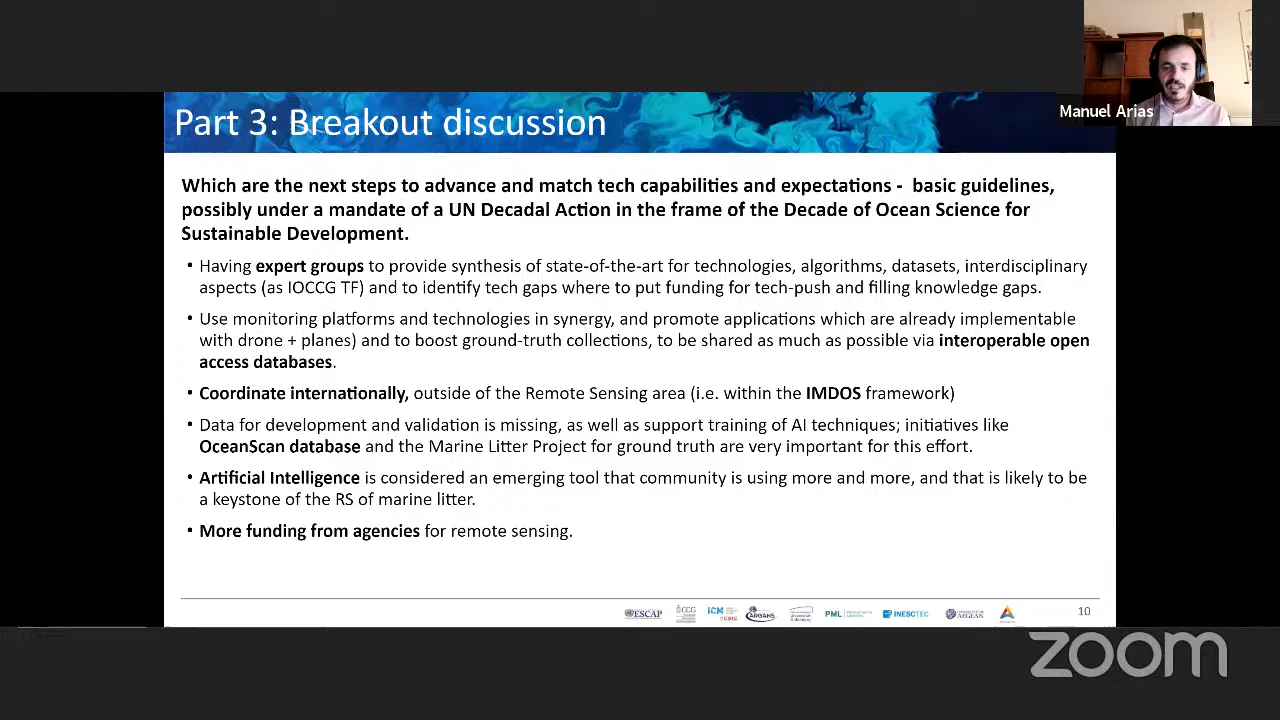 Manuel Arias
Part 3: Breakout discussion
Which are the next steps to advance and match tech capabilities and expectations - basic guidelines,
possibly under a mandate of a UN Decadal Action in the frame of the Decade of Ocean Science for
Sustainable Development.
• Having expert groups to provide synthesis of state-of-the-art for technologies, algorithms, datasets, interdisciplinary
aspects (as IOCCG TF) and to identify tech gaps where to put funding for tech-push and filling knowledge gaps.
• Use monitoring platforms and technologies in synergy, and promote applications which are already implementable
with drone + planes) and to boost ground-truth collections, to be shared as much as possible via interoperable open
access databases.
• Coordinate internationally, outside of the Remote Sensing area (i.e. within the IMDOS framework)
• Data for development and validation is missing, as well as support training of AI techniques; initiatives like
OceanScan database and the Marine Litter Project for ground truth are very important for this effort.
• Artificial Intelligence is considered an emerging tool that community is using more and more, and that is likely to be
a keystone of the RS of marine litter.
• More funding from agencies for remote sensing.
ESCAP
ICM
CSIC
ARGANS
PML
INESCTEC
AEGEAN
10
zoom